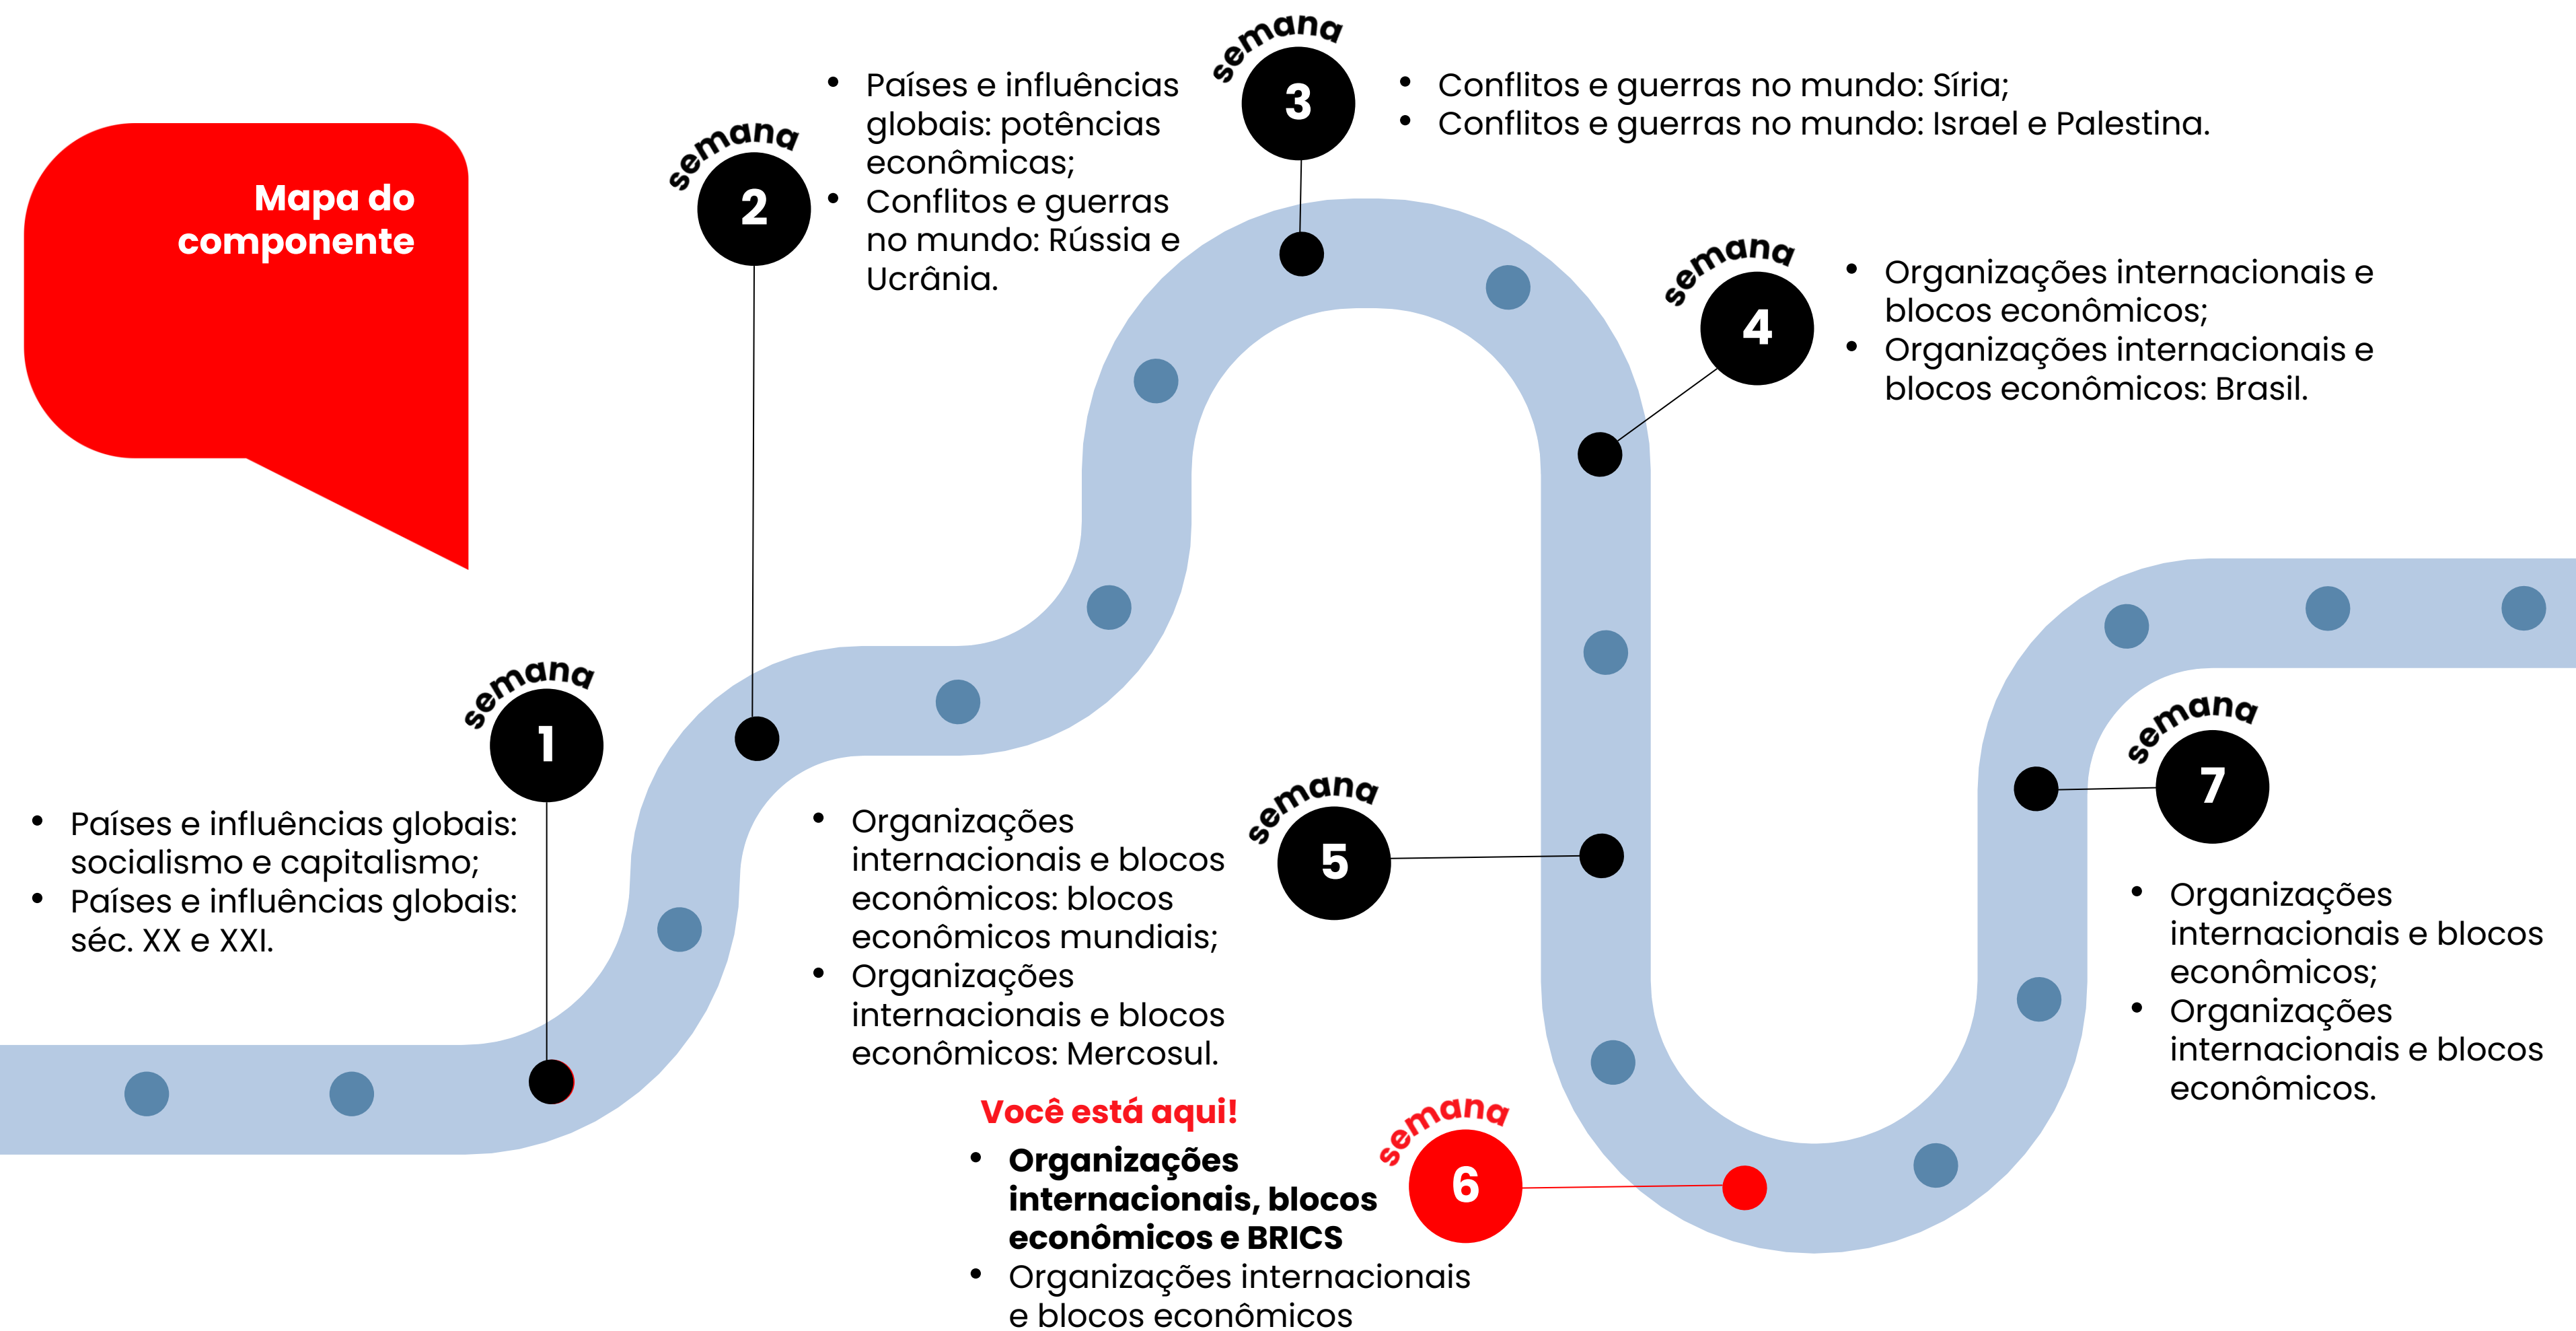 Mapa do
componente
semana
1
• Países e influências globais:
socialismo e capitalismo;
• Países e influências globais:
séc. XX e XXI.
semana
2
• Países e influências
globais: potências
econômicas;
• Conflitos e guerras
no mundo: Rússia e
Ucrânia.
semana
3
• Conflitos e guerras no mundo: Síria;
• Conflitos e guerras no mundo: Israel e Palestina.
semana
4
• Organizações internacionais e
blocos econômicos;
• Organizações internacionais e
blocos econômicos: Brasil.
semana
5
• Organizações
internacionais e blocos
econômicos: blocos
econômicos mundiais;
• Organizações
internacionais e blocos
econômicos: Mercosul.
semana
6
Você está aqui!
• Organizações
internacionais, blocos
econômicos e BRICS
• Organizações internacionais
e blocos econômicos
semana
7
• Organizações
internacionais e blocos
econômicos;
• Organizações
internacionais e blocos
econômicos.